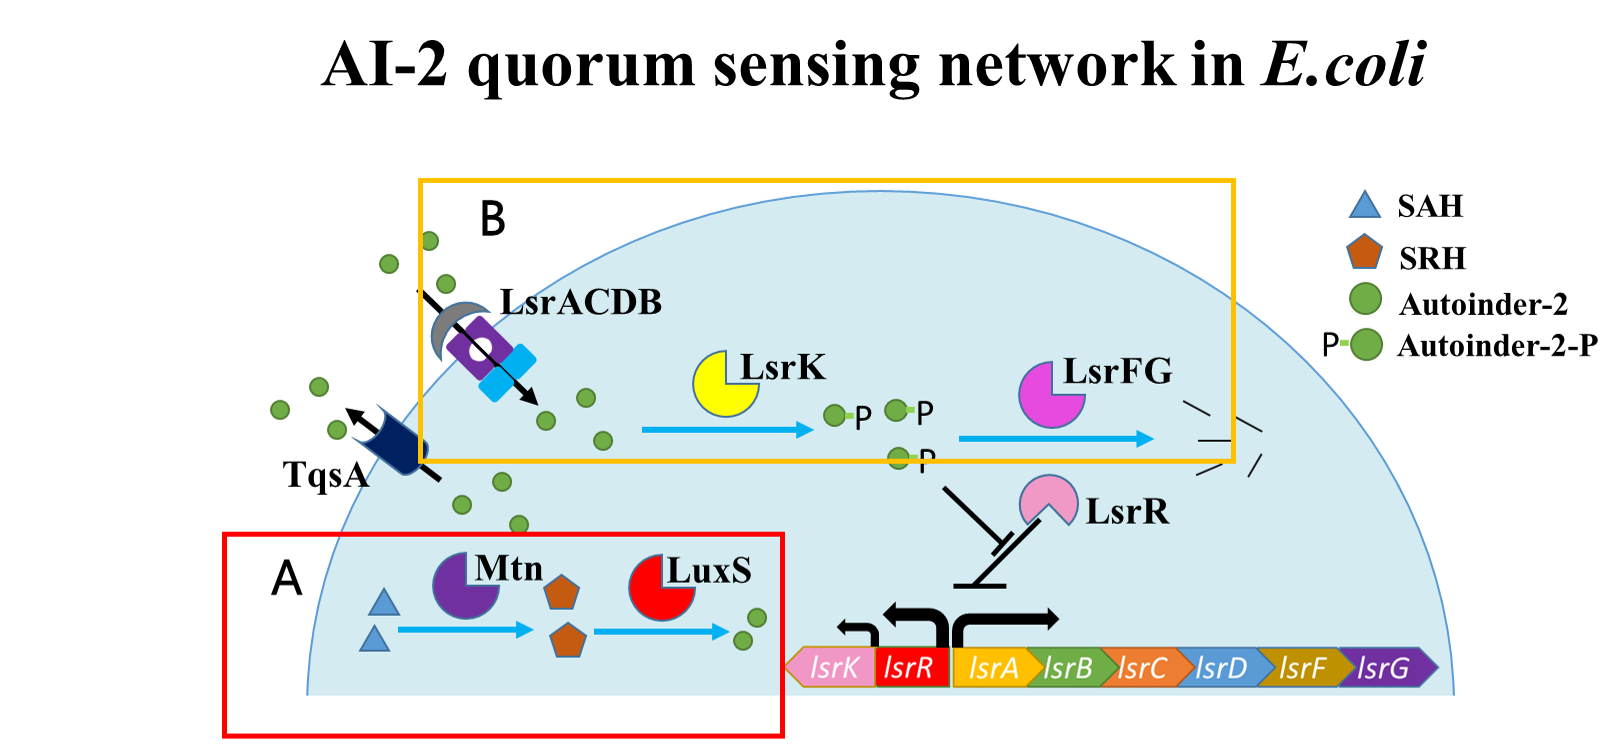 AI-2 quorum sensing network in E.coli
B
SAH
SRH
Autoinder-2
P
Autoinder-2-P
LsrACDB
LsrK
LsrFG
P
P
P
TqsA
LsrR
A
Mtn
LuxS
lsrK lsrR lsrA lsrB lsrC lsrD lsrF lsrG